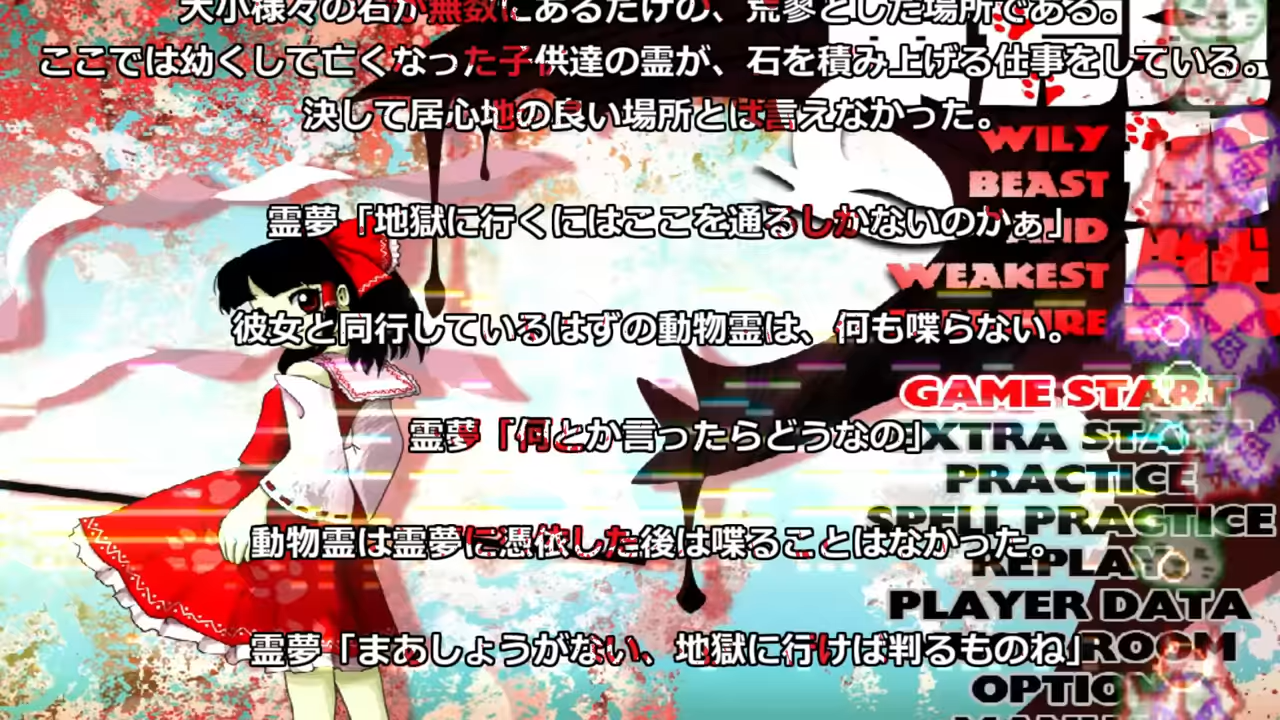 大小様々の石が無数にあるだけの、荒寥とした場所である。
ここでは幼くして亡くなった子供達の霊が、石を積み上げる仕事をしている。
決して居心地の良い場所とは言えなかった。
霊夢「地獄に行くにはここを通るしかないのかぁ」
彼女と同行しているはずの動物霊は、何も喋らない。
霊夢「何とか言ったらどうなの」
動物霊は霊夢に憑依した後は喋ることはなかった。
霊夢「まあしょうがない、地獄に行けば判るものね」
WILY
BEAST
AND
WEAKEST
GAME START
EXTRA START
PRACTICE
SPELL PRACTICE
REPLAY
PLAYER DATA
ROOM
OPTIO